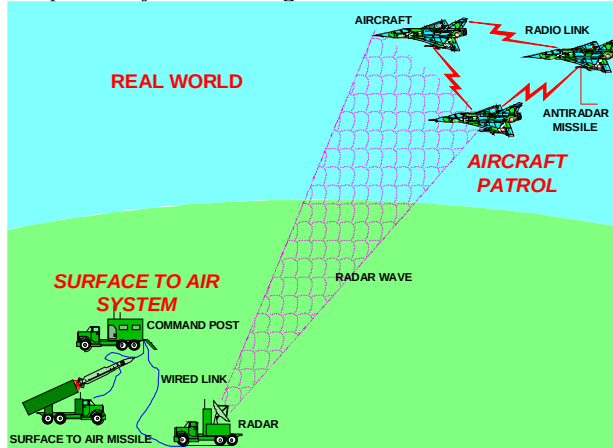 AIRCRAFT
RADIO LINK
REAL WORLD
ANTIRADAR
MISSILE
AIRCRAFT
PATROL
RADAR WAVE
SURFACE TO AIR
SYSTEM
COMMAND POST
WIRED LINK
RADAR
SURFACE TO AIR MISSILE